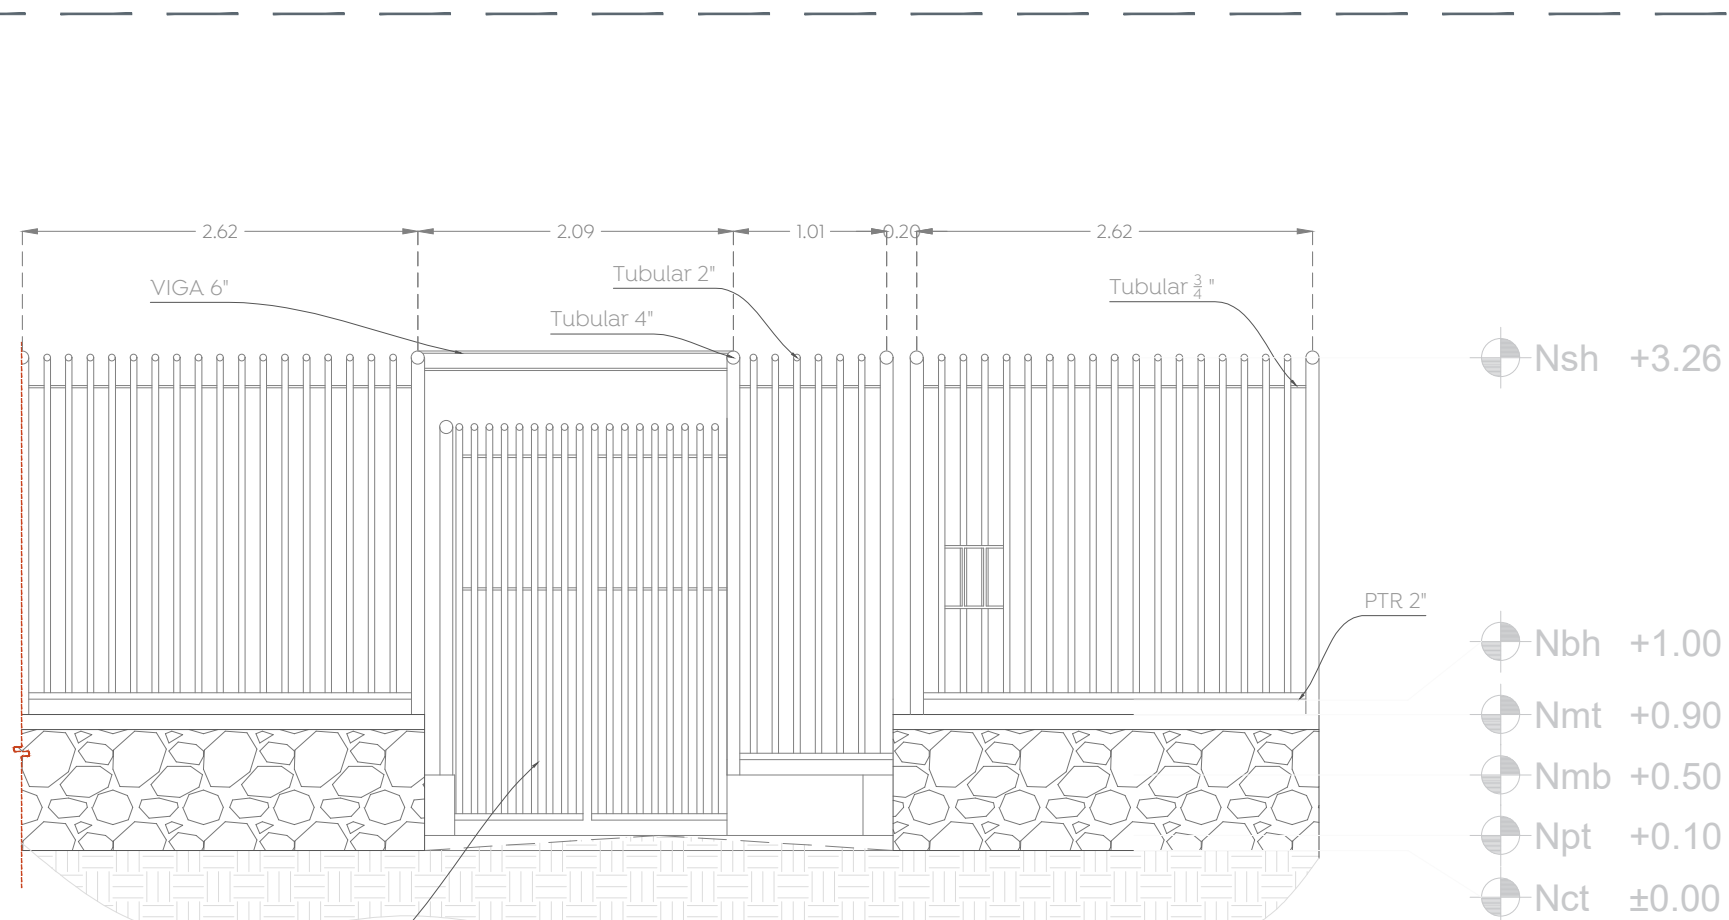 2.62 2.09 1.01 0.20 2.62
Tubular 2"
VIGA 6"
Tubular 3/4 "
Tubular 4"
Nsh +3.26
PTR 2"
Nbh +1.00
Nmt +0.90
Nmb +0.50
Npt +0.10
Nct ±0.00